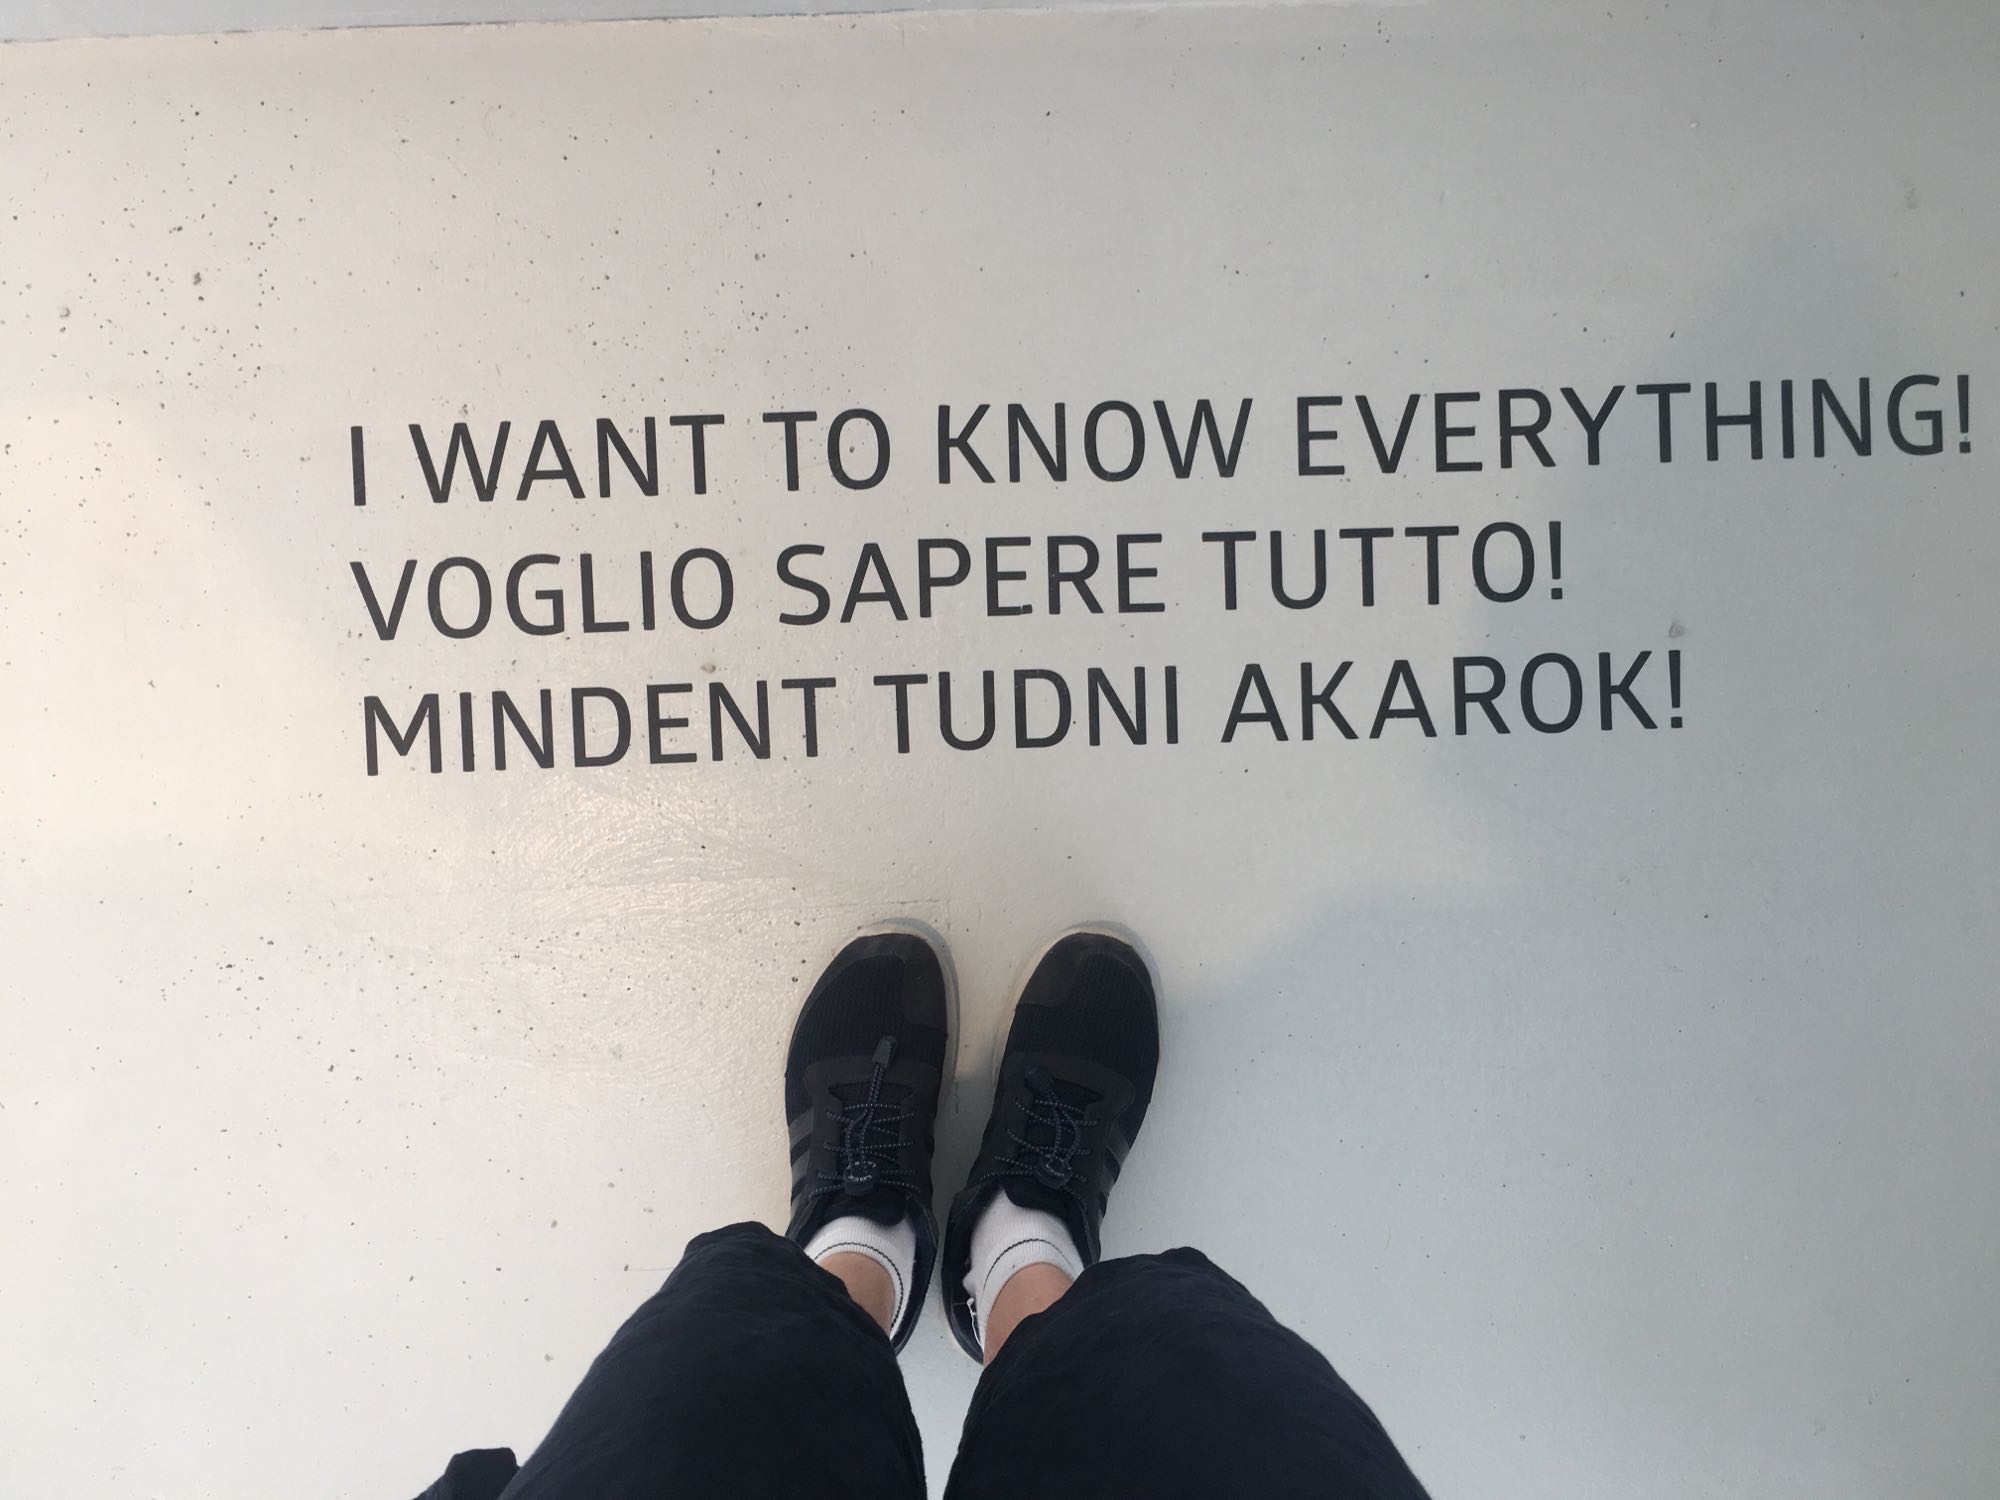 I WANT TO KNOW EVERYTHING!
VOGLIO SAPERE TUTTO!
MINDENT TUDNI AKAROK!